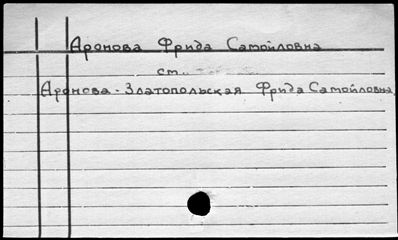 Аронова Фрида Самойловна
см.
Аронова-Златопольская Фрида Самойловна